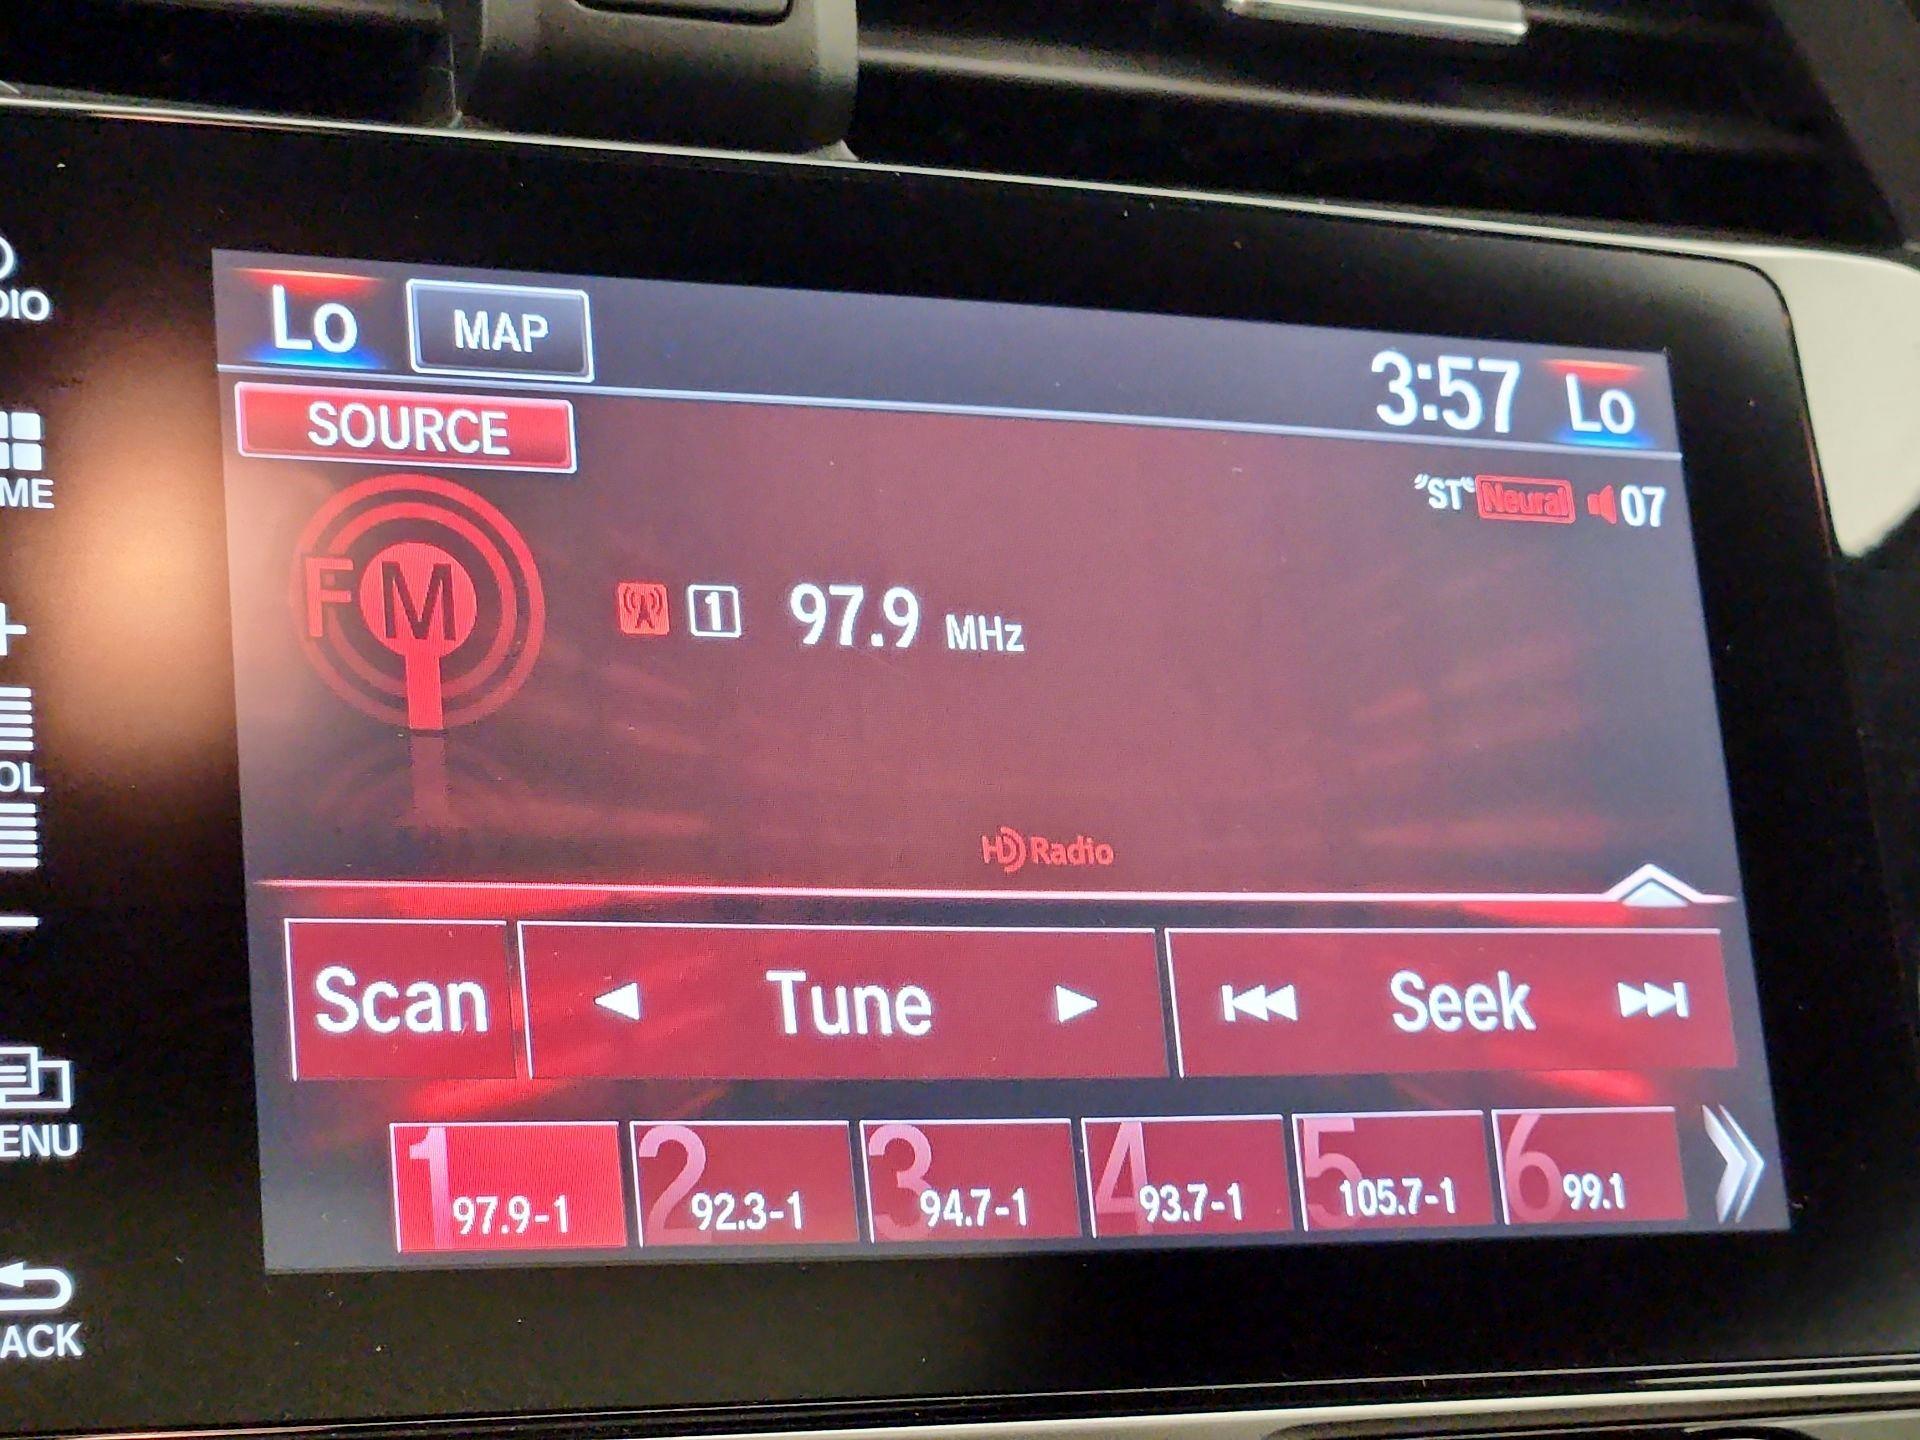 Lo MAP 3:57 Lo
SOURCE
"ST" Neural 07
FM 1 97.9 MHz
HD Radio
Scan Tune Seek
1 97.9-1 2 92.3-1 3 94.7-1 4 93.7-1 5 105.7-1 6 99.1
DIO
ME
+
OL
ENU
ACK